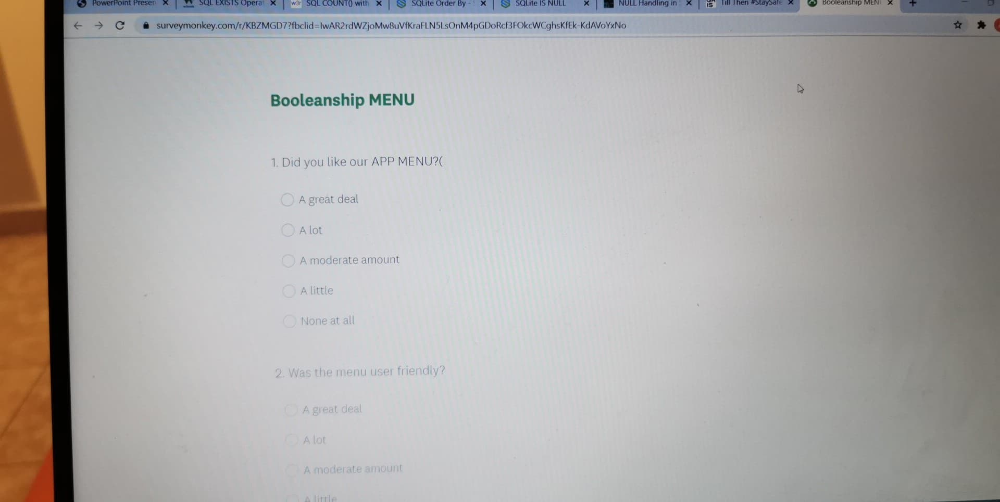 PowerPoint Presen
SQL EXISTS Operat
w3r SQL COUNT() with
SQLite Order By -
SQLite IS NULL
NULL Handling in
IS Till Then #StaySafe
Booleanship MEN
surveymonkey.com/r/KBZMGD7?fbclid=IwAR2rdWZjoMw8uVfKraFLN5LsOnM4pGDoRcf3FOkcWCghsKfEk-KdAVoYxNo
Booleanship MENU
1. Did you like our APP MENU?(
A great deal
A lot
A moderate amount
A little
None at all
2. Was the menu user friendly?
A great deal
A lot
A moderate amount
A little